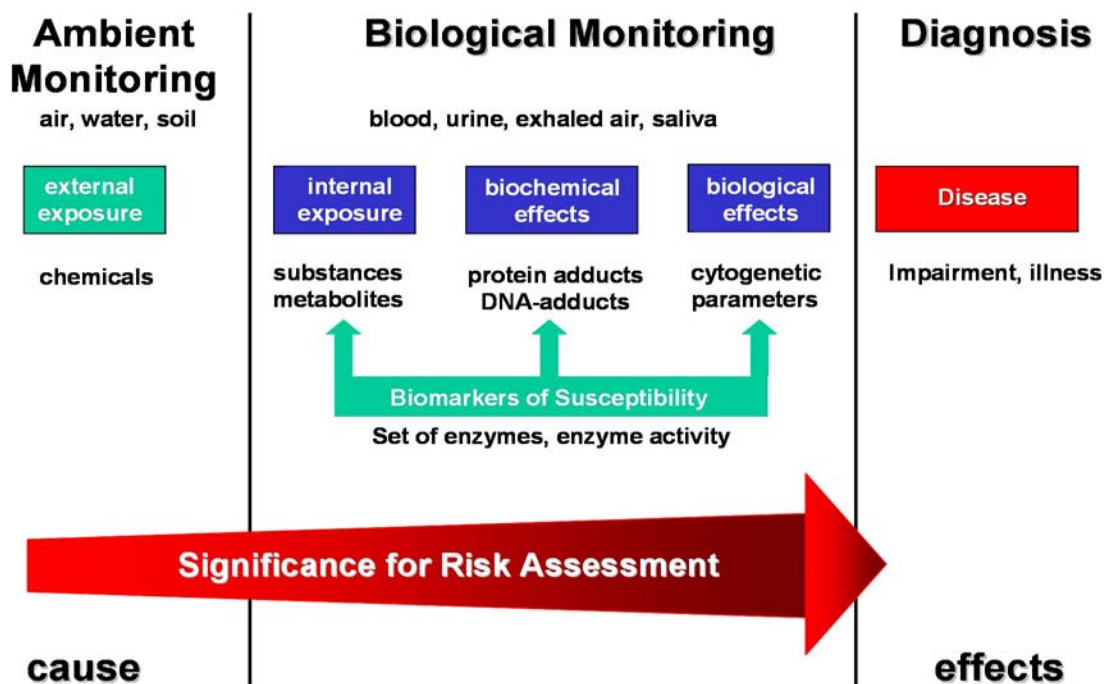 Ambient
Monitoring
air, water, soil
external
exposure
chemicals
Biological Monitoring
blood, urine, exhaled air, saliva
internal
exposure
substances
metabolites
biochemical
effects
protein adducts
DNA-adducts
biological
effects
cytogenetic
parameters
Biomarkers of Susceptibility
Set of enzymes, enzyme activity
Diagnosis
Disease
Impairment, illness
Significance for Risk Assessment
cause
effects